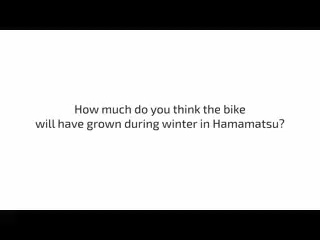 How much do you think the bike
will have grown during winter in Hamamatsu?